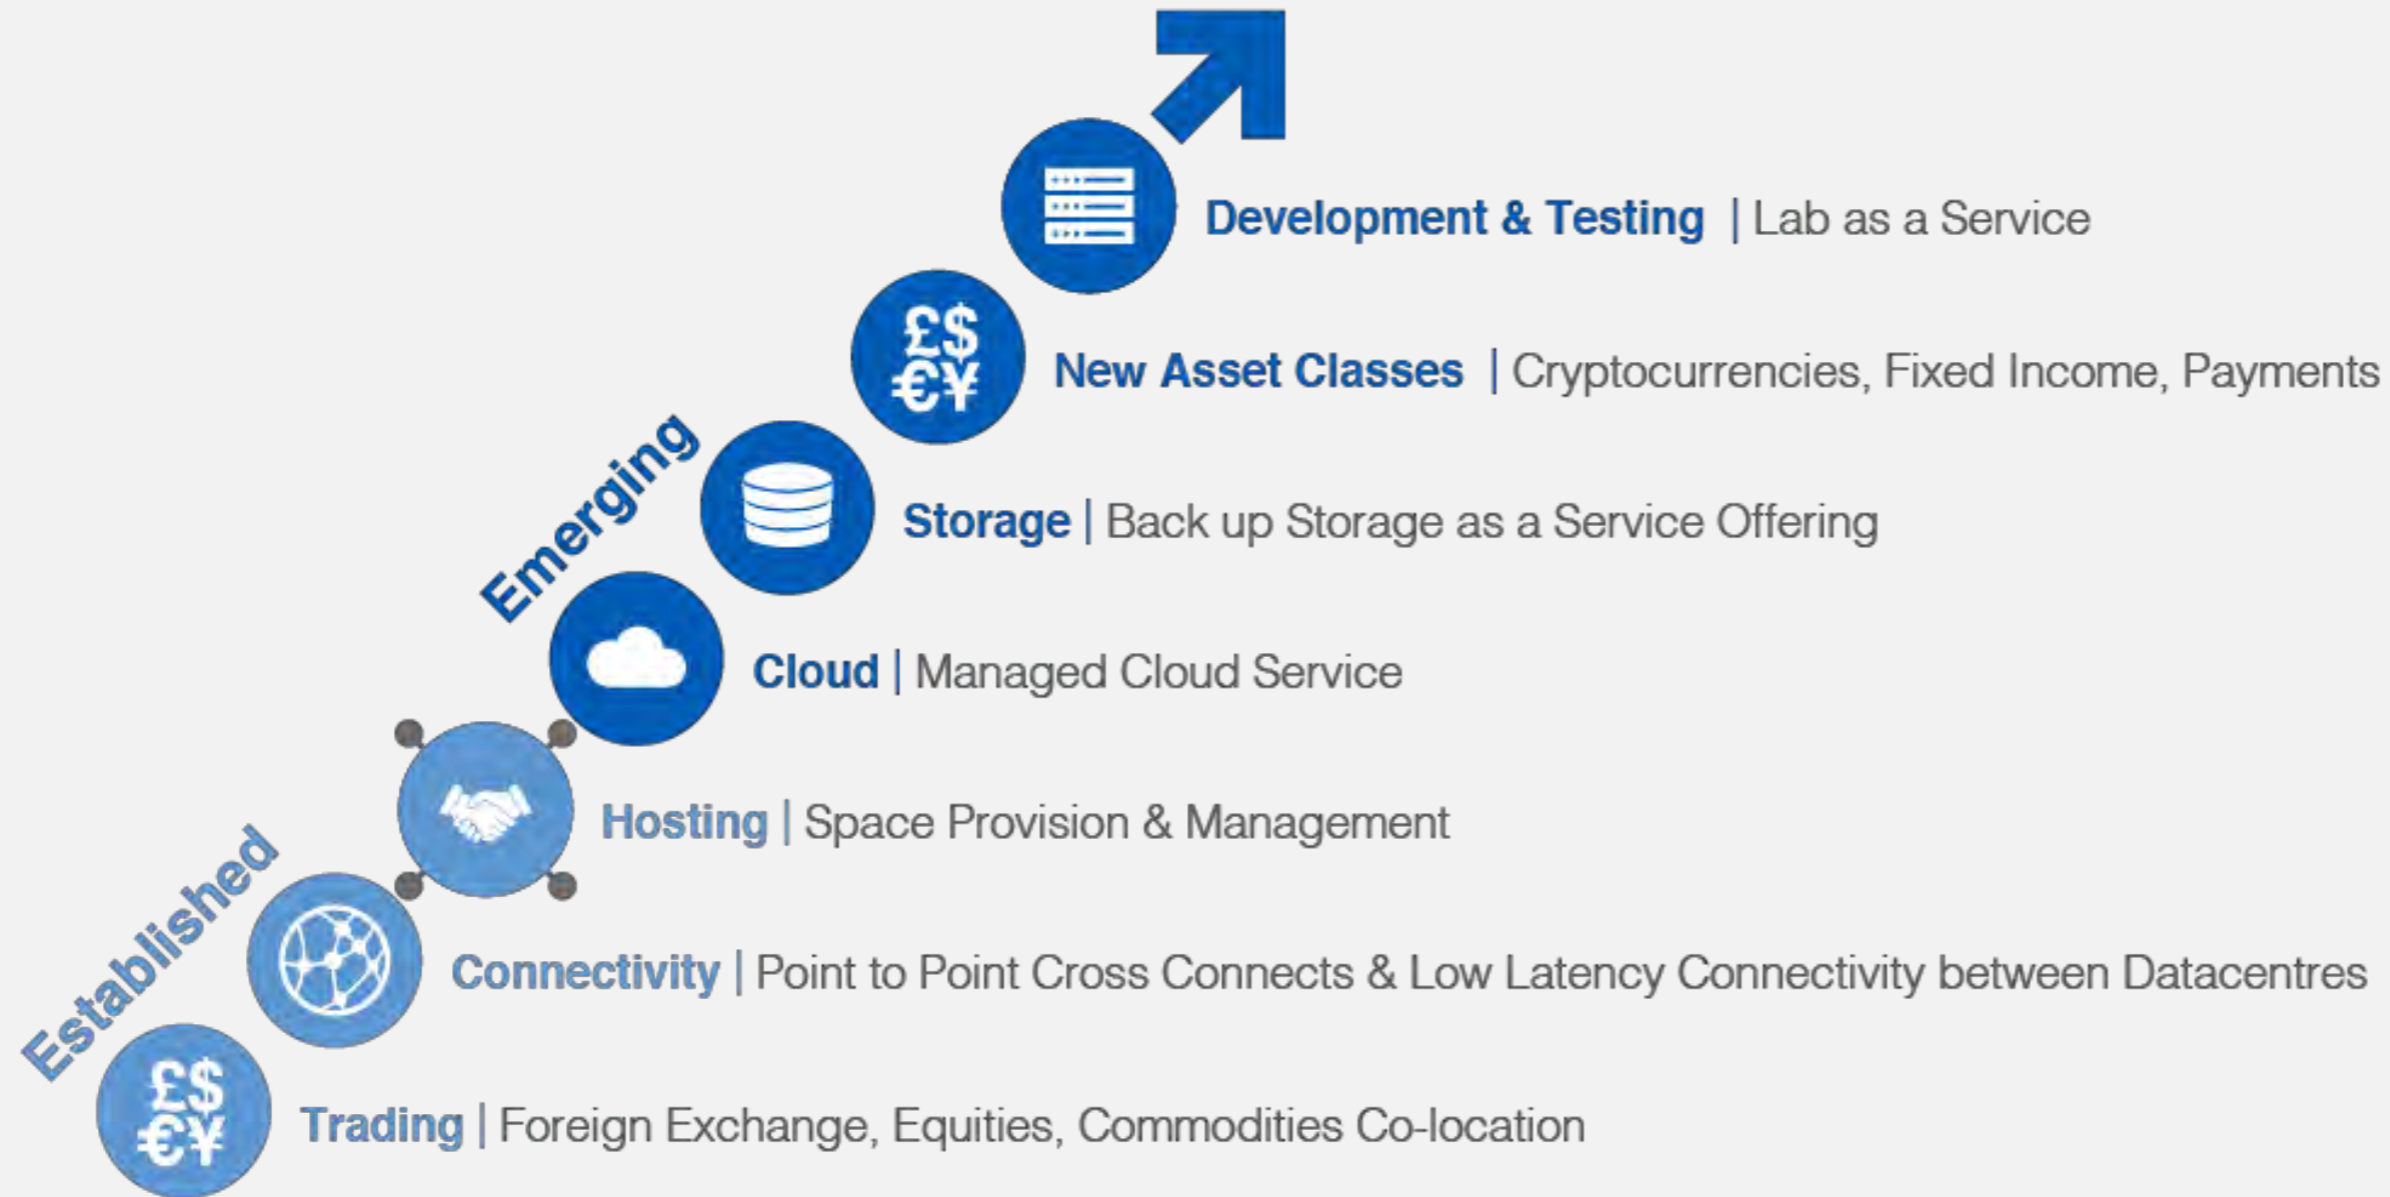 Development & Testing | Lab as a Service
£$
€¥
New Asset Classes | Cryptocurrencies, Fixed Income, Payments
Emerging
Storage | Back up Storage as a Service Offering
Cloud | Managed Cloud Service
Hosting | Space Provision & Management
Established
Connectivity | Point to Point Cross Connects & Low Latency Connectivity between Datacentres
£$
€¥
Trading | Foreign Exchange, Equities, Commodities Co-location